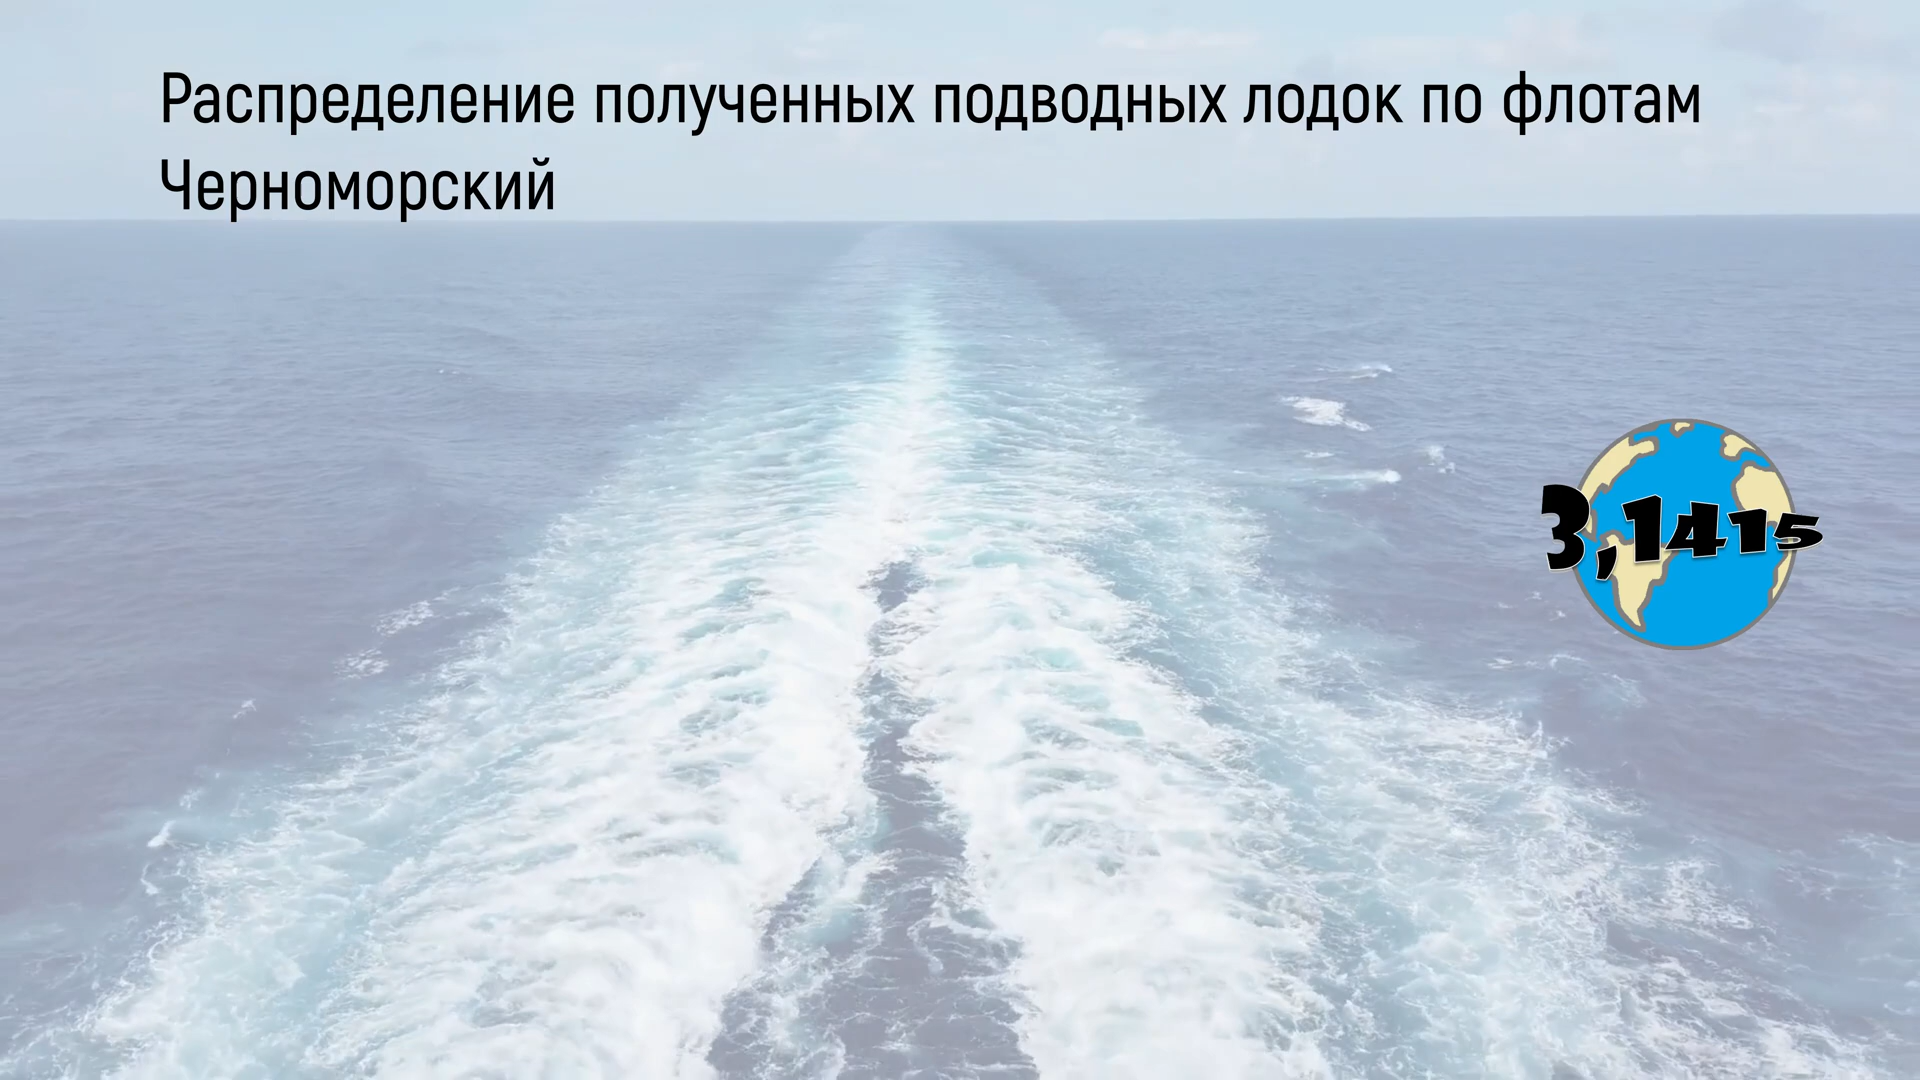 Распределение полученных подводных лодок по флотам
Черноморский
3,1415